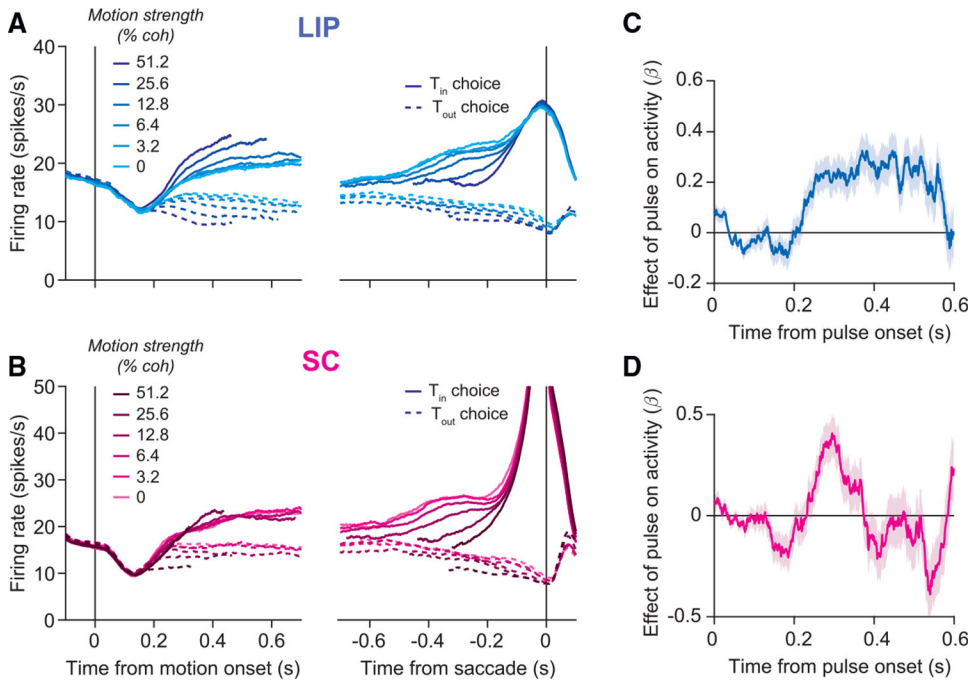 A
LIP
Motion strength
(% coh)
51.2
25.6
12.8
6.4
3.2
0
T_in choice
T_out choice
Firing rate (spikes/s)
40
30
20
10
0
B
SC
Motion strength
(% coh)
51.2
25.6
12.8
6.4
3.2
0
T_in choice
T_out choice
Firing rate (spikes/s)
50
40
30
20
10
0
0 0.2 0.4 0.6
Time from motion onset (s)
-0.6 -0.4 -0.2 0
Time from saccade (s)
C
Effect of pulse on activity (β)
0.6
0.4
0.2
0
-0.2
0 0.2 0.4 0.6
Time from pulse onset (s)
D
Effect of pulse on activity (β)
0.5
0
-0.5
0 0.2 0.4 0.6
Time from pulse onset (s)